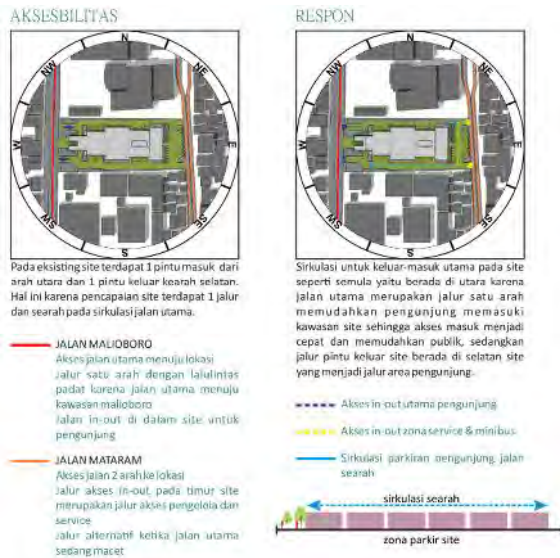 AKSESBILITAS
N
NE
E
SE
S
SW
W
NW
Pada eksisting site terdapat 1 pintu masuk dari
arah utara dan 1 pintu keluar kearah selatan.
Hal ini karena pencapaian site terdapat 1 jalur
dan searah pada sirkulasi jalan utama.
JALAN MALIOBORO
Akses jalan utama menuju lokasi
Jalur satu arah dengan lalulintas
padat karena jalan utama menuju
kawasan malioboro
Jalan in-out di dalam site untuk
pengunjung
JALAN MATARAM
Akses jalan 2 arah ke lokasi
Jalur akses in-out pada timur site
merupakan jalur akses pengelola dan
service
Jalur alternatif ketika jalan utama
sedang macet
RESPON
N
NE
E
SE
S
SW
W
NW
Sirkulasi untuk keluar-masuk utama pada site
seperti semula yaitu berada di utara karena
jalan utama merupakan jalur satu arah
memudahkan pengunjung memasuki
kawasan site sehingga akses masuk menjadi
cepat dan memudahkan publik, sedangkan
jalur pintu keluar site berada di selatan site
yang menjadi jalur area pengunjung.
Akses in-out utama pengunjung
Akses in-out zona service & minibus
Sirkulasi parkiran pengunjung jalan
searah
sirkulasi searah
zona parkir site